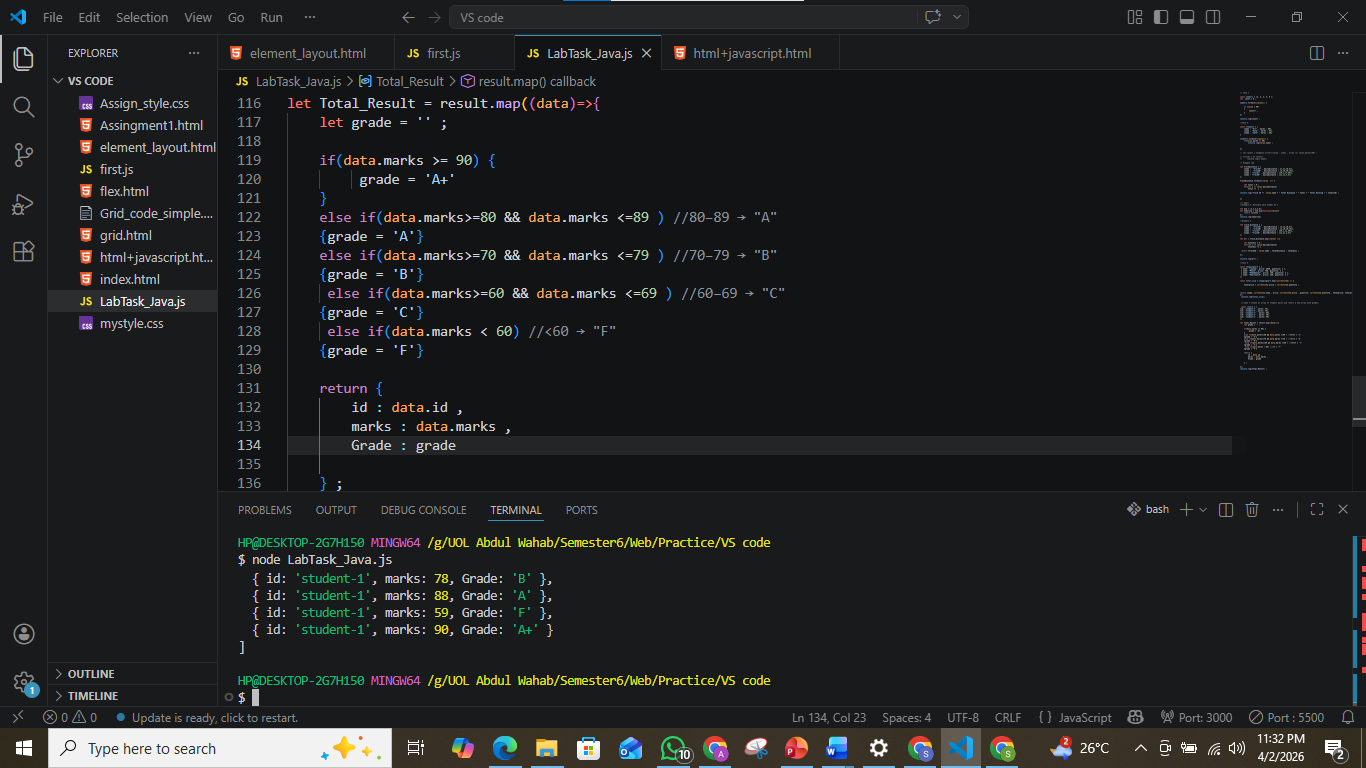 File Edit Selection View Go Run ··· VS code
EXPLORER ···
VS CODE
Assign_style.css
Assingment1.html
element_layout.html
first.js
flex.html
Grid_code_simple....
grid.html
html+javascript.ht...
index.html
LabTask_Java.js
mystyle.css
OUTLINE
TIMELINE
element_layout.html JS first.js JS LabTask_Java.js html+javascript.html ···
JS LabTask_Java.js > Total_Result > result.map() callback
116 let Total_Result = result.map((data)=>{
117 let grade = '' ;
118
119 if(data.marks >= 90) {
120 grade = 'A+'
121 }
122 else if(data.marks>=80 && data.marks <=89 ) //80–89 → "A"
123 {grade = 'A'}
124 else if(data.marks>=70 && data.marks <=79 ) //70–79 → "B"
125 {grade = 'B'}
126 else if(data.marks>=60 && data.marks <=69 ) //60–69 → "C"
127 {grade = 'C'}
128 else if(data.marks < 60) //<60 → "F"
129 {grade = 'F'}
130
131 return {
132 id : data.id ,
133 marks : data.marks ,
134 Grade : grade
135
136 } ;
PROBLEMS OUTPUT DEBUG CONSOLE TERMINAL PORTS bash
HP@DESKTOP-2G7H150 MINGW64 /g/UOL Abdul Wahab/Semester6/Web/Practice/VS code
$ node LabTask_Java.js
{ id: 'student-1', marks: 78, Grade: 'B' },
{ id: 'student-1', marks: 88, Grade: 'A' },
{ id: 'student-1', marks: 59, Grade: 'F' },
{ id: 'student-1', marks: 90, Grade: 'A+' }
]
HP@DESKTOP-2G7H150 MINGW64 /g/UOL Abdul Wahab/Semester6/Web/Practice/VS code
$
0 0 Update is ready, click to restart. Ln 134, Col 23 Spaces: 4 UTF-8 CRLF { } JavaScript Port: 3000 Port : 5500
Type here to search 10 2 26°C 11:32 PM
4/2/2026 2